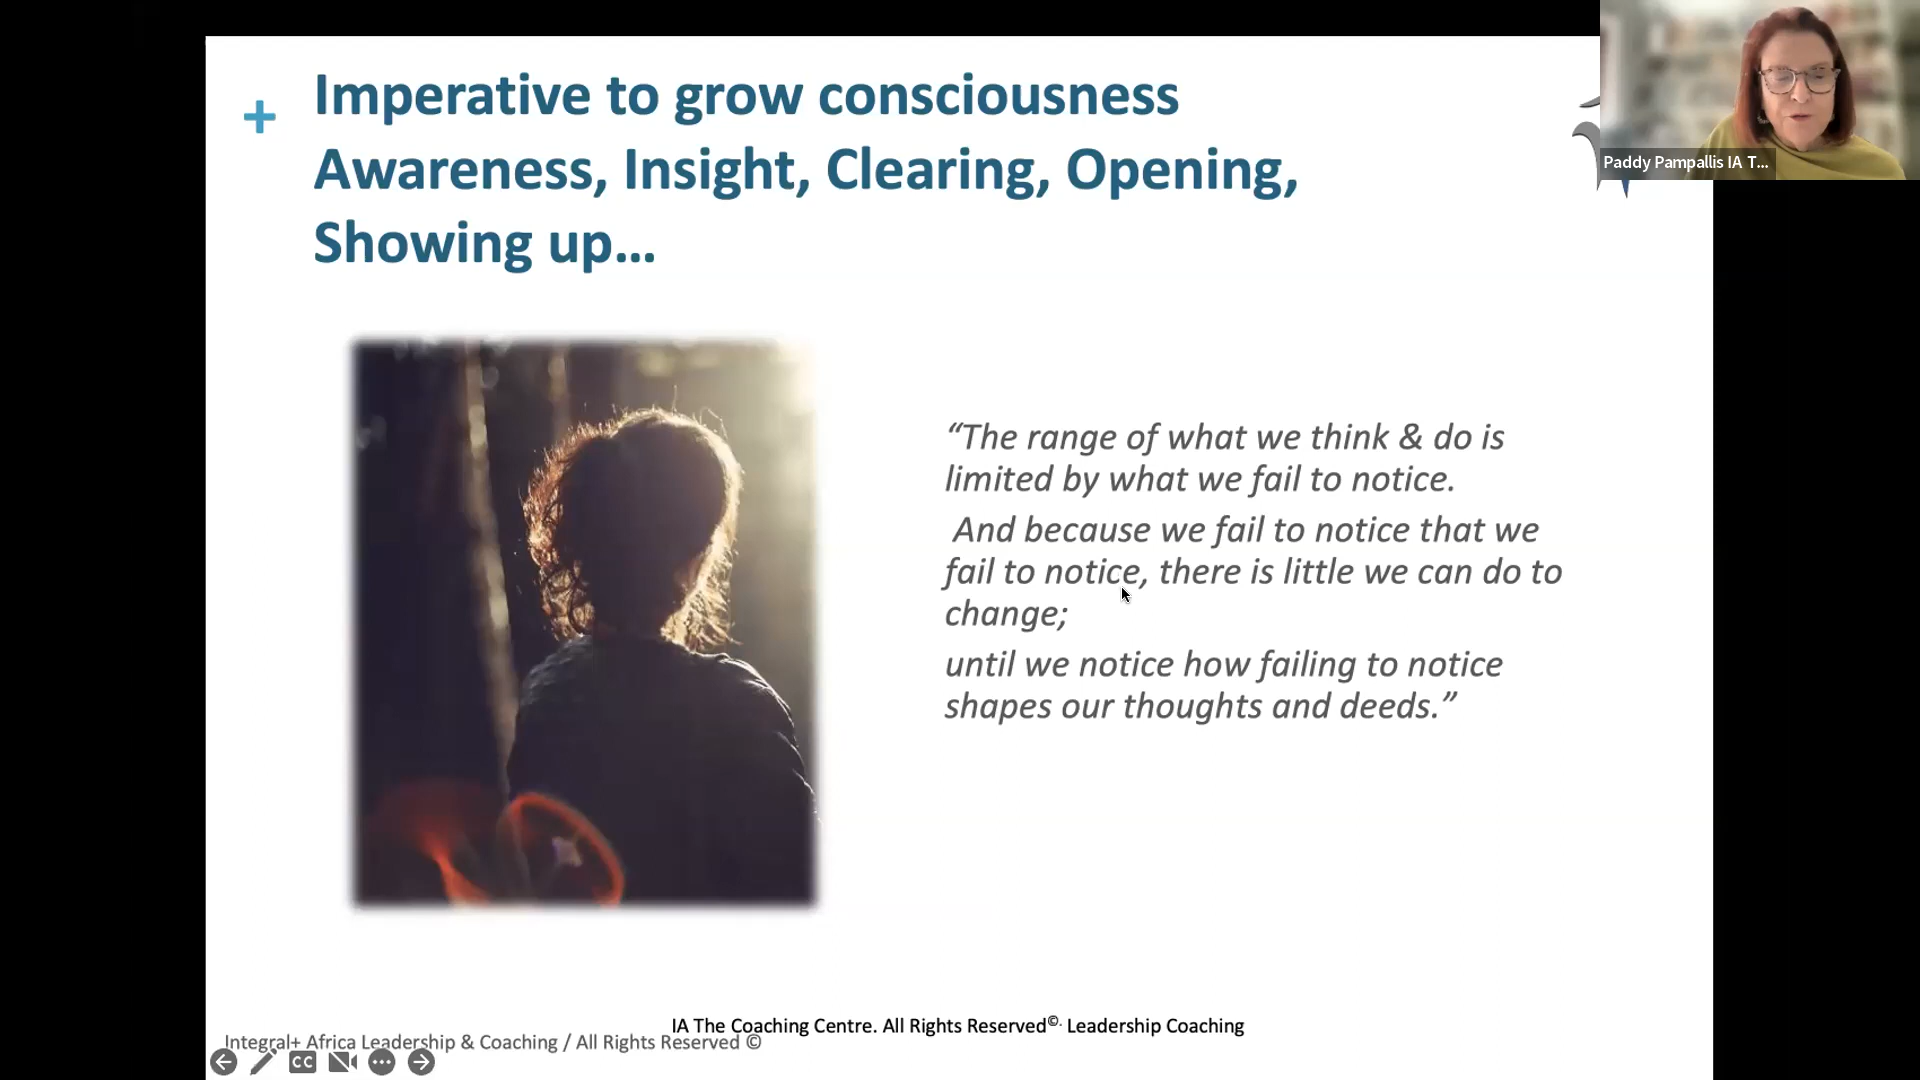 +
Imperative to grow consciousness
Awareness, Insight, Clearing, Opening,
Showing up...
Paddy Pampallis IA T...
“The range of what we think & do is
limited by what we fail to notice.
And because we fail to notice that we
fail to notice, there is little we can do to
change;
until we notice how failing to notice
shapes our thoughts and deeds.”
IA The Coaching Centre. All Rights Reserved©. Leadership Coaching
Integral+ Africa Leadership & Coaching / All Rights Reserved ©
CC